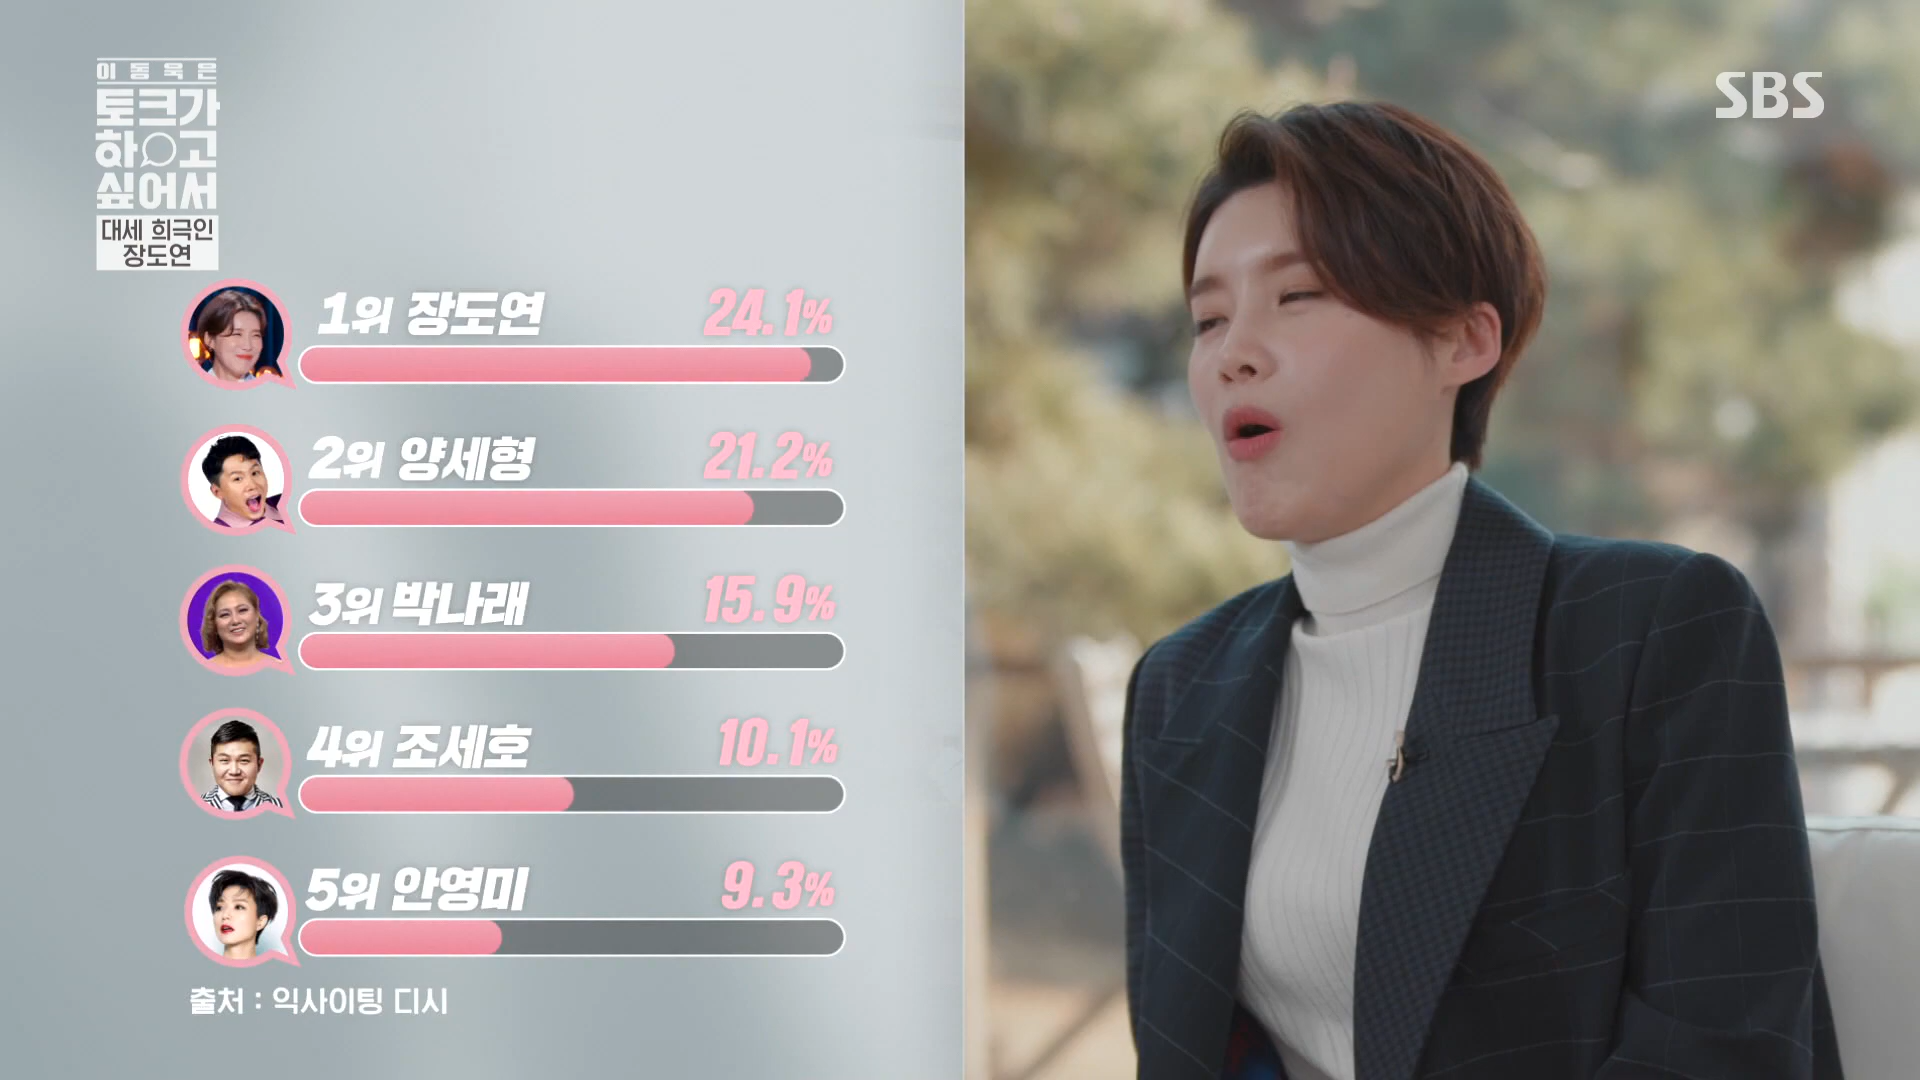 이동욱은
토크가
하고
싶어서
대세 희극인
장도연
SBS
1위 장도연 24.1%
2위 양세형 21.2%
3위 박나래 15.9%
4위 조세호 10.1%
5위 안영미 9.3%
출처 : 익사이팅 디시